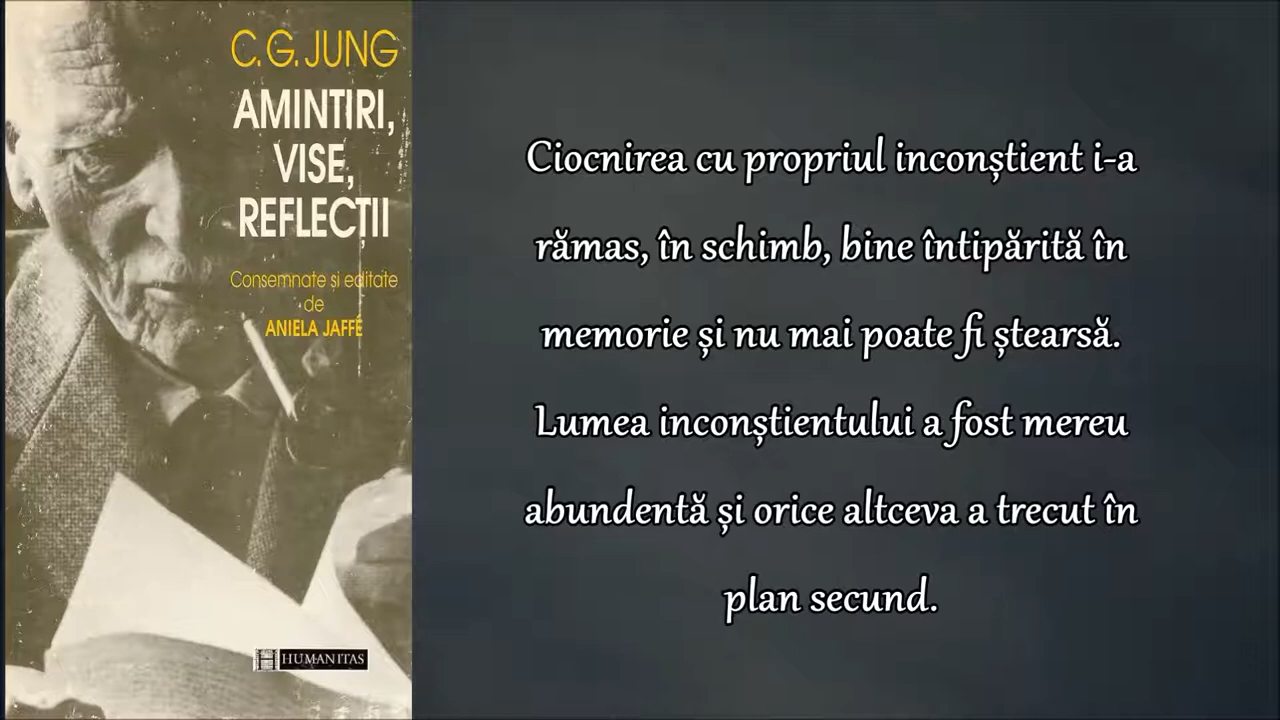 C.G. JUNG
AMINTIRI,
VISE,
REFLECȚII
Consemnate și editate
de
ANIELA JAFFÉ
HUMANITAS
Ciocnirea cu propriul inconștient i-a
rămas, în schimb, bine întipărită în
memorie și nu mai poate fi ștearsă.
Lumea inconștientului a fost mereu
abundentă și orice altceva a trecut în
plan secund.